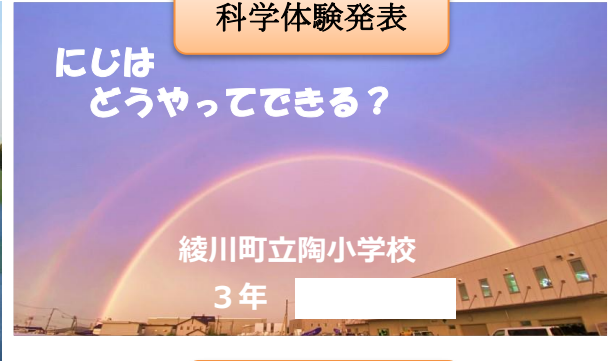 科学体験発表
にじは
どうやってできる？
綾川町立陶小学校
３年